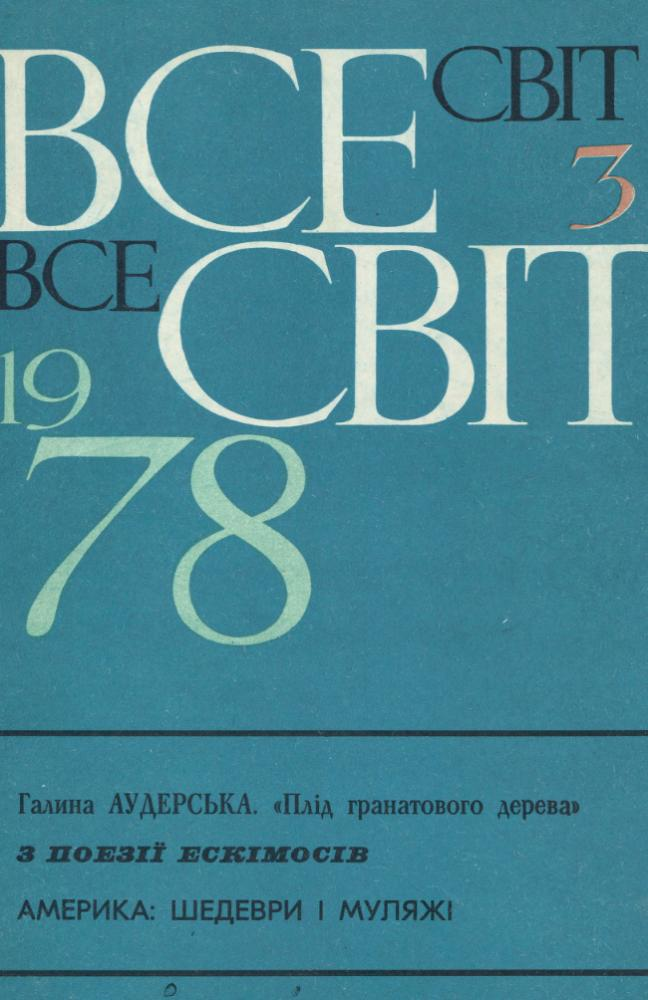 ВСЕ СВІТ
3
ВСЕ СВІТ
19
78
Галина АУДЕРСЬКА. «Плід гранатового дерева»
З ПОЕЗІЇ ЕСКІМОСІВ
АМЕРИКА: ШЕДЕВРИ І МУЛЯЖІ